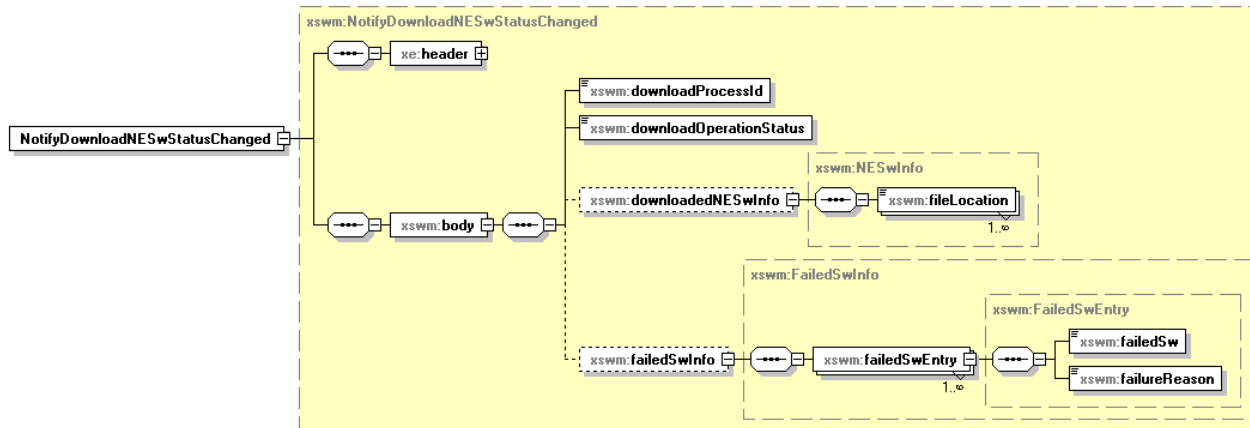 xswm:NotifyDownloadNESwStatusChanged
xe:header
NotifyDownloadNESwStatusChanged
xswm:body
xswm:downloadProcessId
xswm:downloadOperationStatus
xswm:downloadedNESwInfo
xswm:NESwInfo
xswm:fileLocation
1..∞
xswm:failedSwInfo
xswm:FailedSwInfo
xswm:failedSwEntry
1..∞
xswm:FailedSwEntry
xswm:failedSw
xswm:failureReason